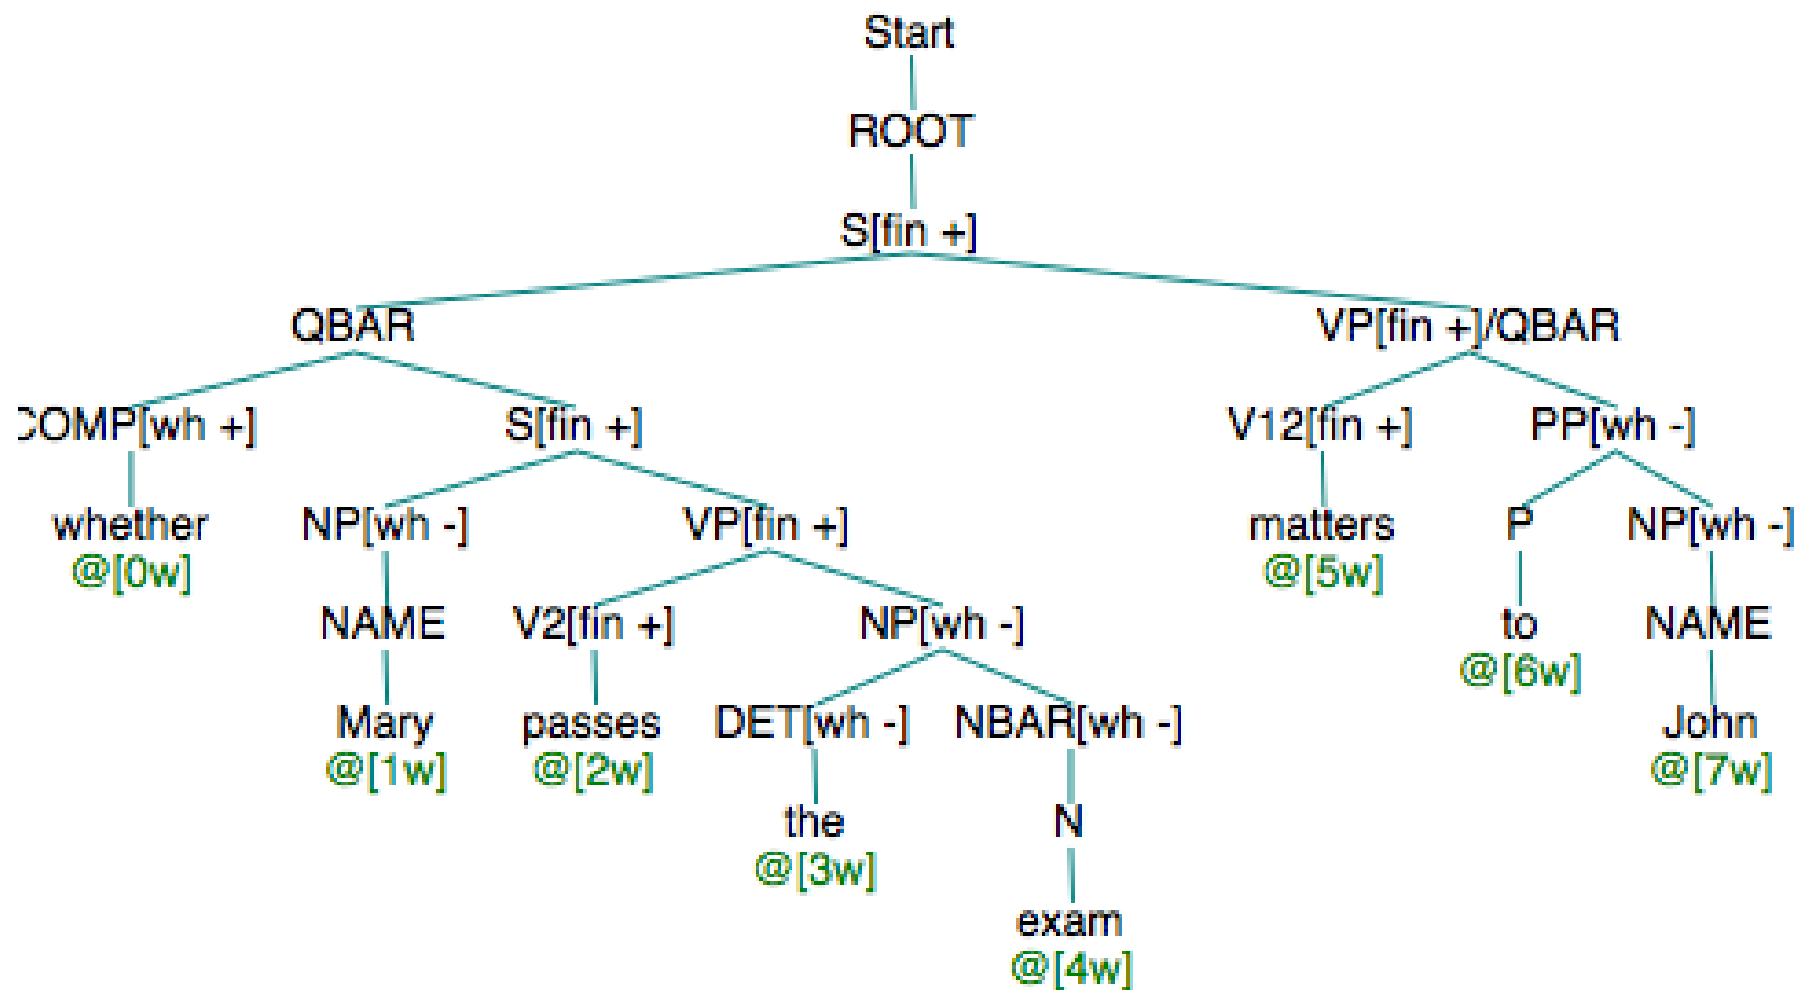 Start
ROOT
S[fin +]
QBAR VP[fin +]/QBAR
COMP[wh +] S[fin +] V12[fin +] PP[wh -]
whether NP[wh -] VP[fin +] matters P NP[wh -]
@[0w] @[5w]
NAME V2[fin +] NP[wh -] to NAME
@[6w]
Mary passes DET[wh -] NBAR[wh -] John
@[1w] @[2w] @[7w]
the N
@[3w]
exam
@[4w]